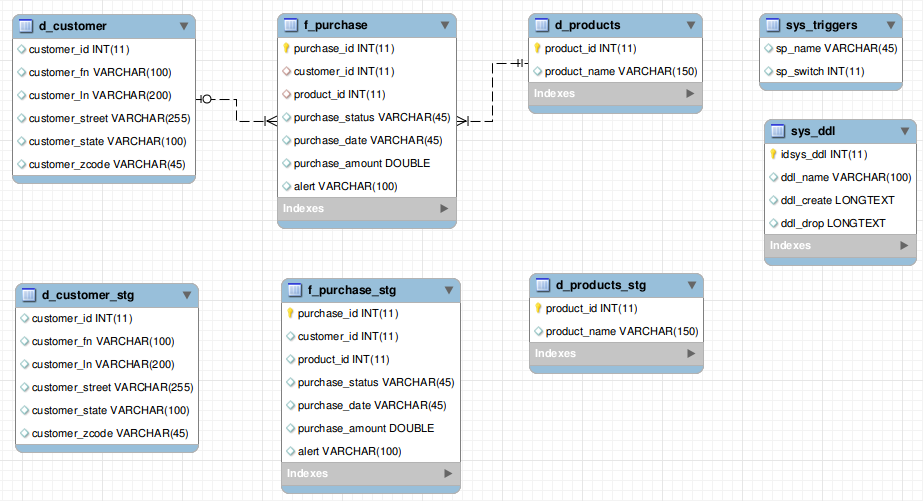 d_customer
customer_id INT(11)
customer_fn VARCHAR(100)
customer_ln VARCHAR(200)
customer_street VARCHAR(255)
customer_state VARCHAR(100)
customer_zcode VARCHAR(45)
f_purchase
purchase_id INT(11)
customer_id INT(11)
product_id INT(11)
purchase_status VARCHAR(45)
purchase_date VARCHAR(45)
purchase_amount DOUBLE
alert VARCHAR(100)
Indexes
d_products
product_id INT(11)
product_name VARCHAR(150)
Indexes
sys_triggers
sp_name VARCHAR(45)
sp_switch INT(11)
sys_ddl
idsys_ddl INT(11)
ddl_name VARCHAR(100)
ddl_create LONGTEXT
ddl_drop LONGTEXT
Indexes
d_customer_stg
customer_id INT(11)
customer_fn VARCHAR(100)
customer_ln VARCHAR(200)
customer_street VARCHAR(255)
customer_state VARCHAR(100)
customer_zcode VARCHAR(45)
f_purchase_stg
purchase_id INT(11)
customer_id INT(11)
product_id INT(11)
purchase_status VARCHAR(45)
purchase_date VARCHAR(45)
purchase_amount DOUBLE
alert VARCHAR(100)
Indexes
d_products_stg
product_id INT(11)
product_name VARCHAR(150)
Indexes